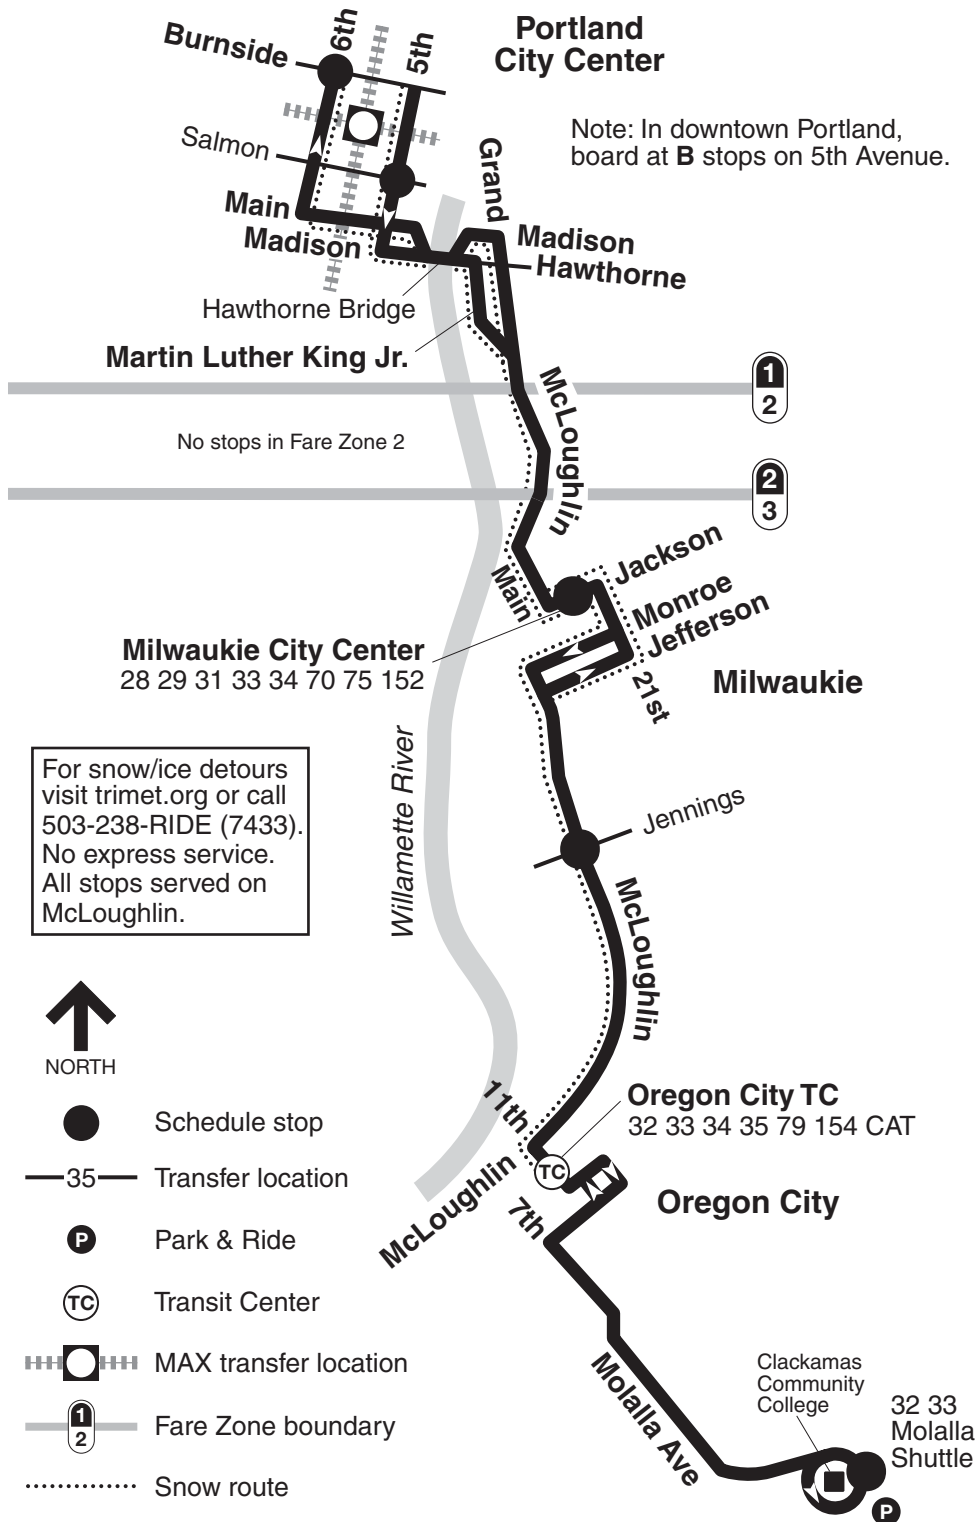 Portland
City Center
Burnside
6th
5th
Note: In downtown Portland,
board at B stops on 5th Avenue.
Salmon
Grand
Main
Madison
Madison
Hawthorne
Hawthorne Bridge
Martin Luther King Jr.
McLoughlin
1
2
No stops in Fare Zone 2
2
3
Main
Jackson
Monroe
Jefferson
Milwaukie City Center
28 29 31 33 34 70 75 152
21st
Milwaukie
Willamette River
For snow/ice detours
visit trimet.org or call
503-238-RIDE (7433).
No express service.
All stops served on
McLoughlin.
Jennings
McLoughlin
NORTH
11th
Oregon City TC
32 33 34 35 79 154 CAT
TC
McLoughlin
7th
Oregon City
Schedule stop
35
Transfer location
P
Park & Ride
TC
Transit Center
MAX transfer location
1
2
Fare Zone boundary
Snow route
Molalla Ave
Clackamas
Community
College
32 33
Molalla
Shuttle
P